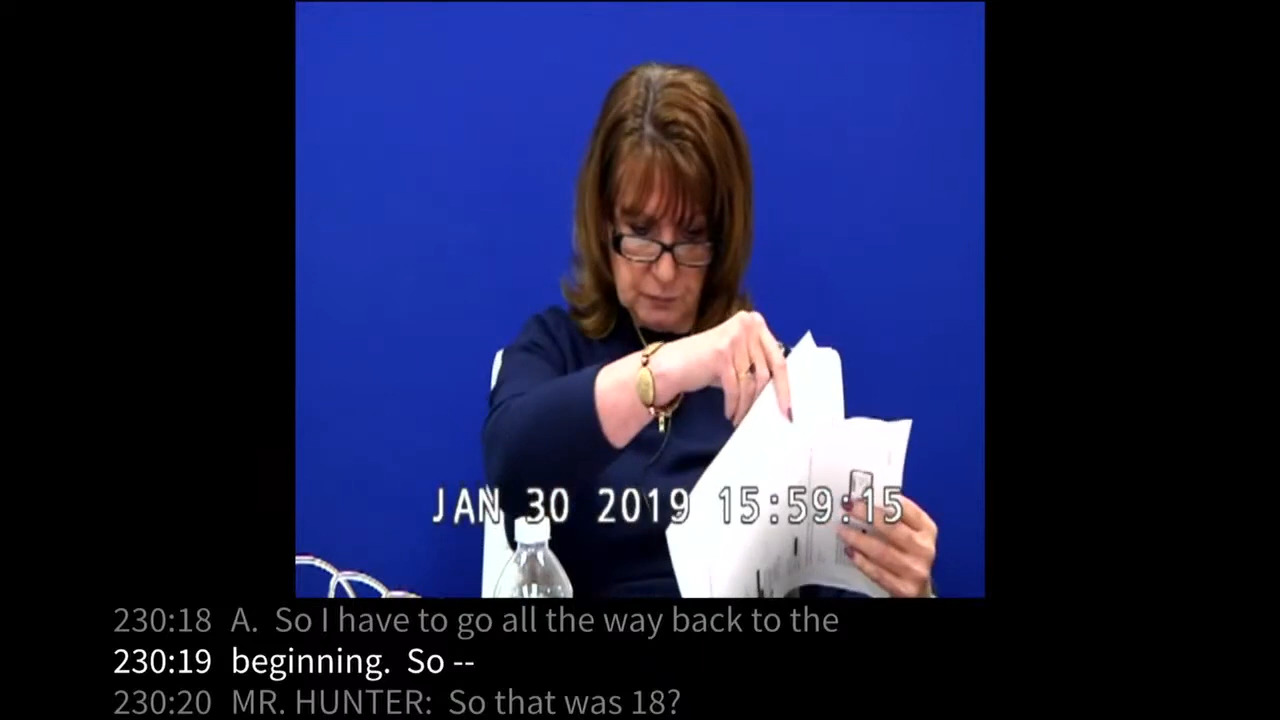 JAN 30 2019 15:59:15
230:18 A. So I have to go all the way back to the
230:19 beginning. So --
230:20 MR. HUNTER: So that was 18?